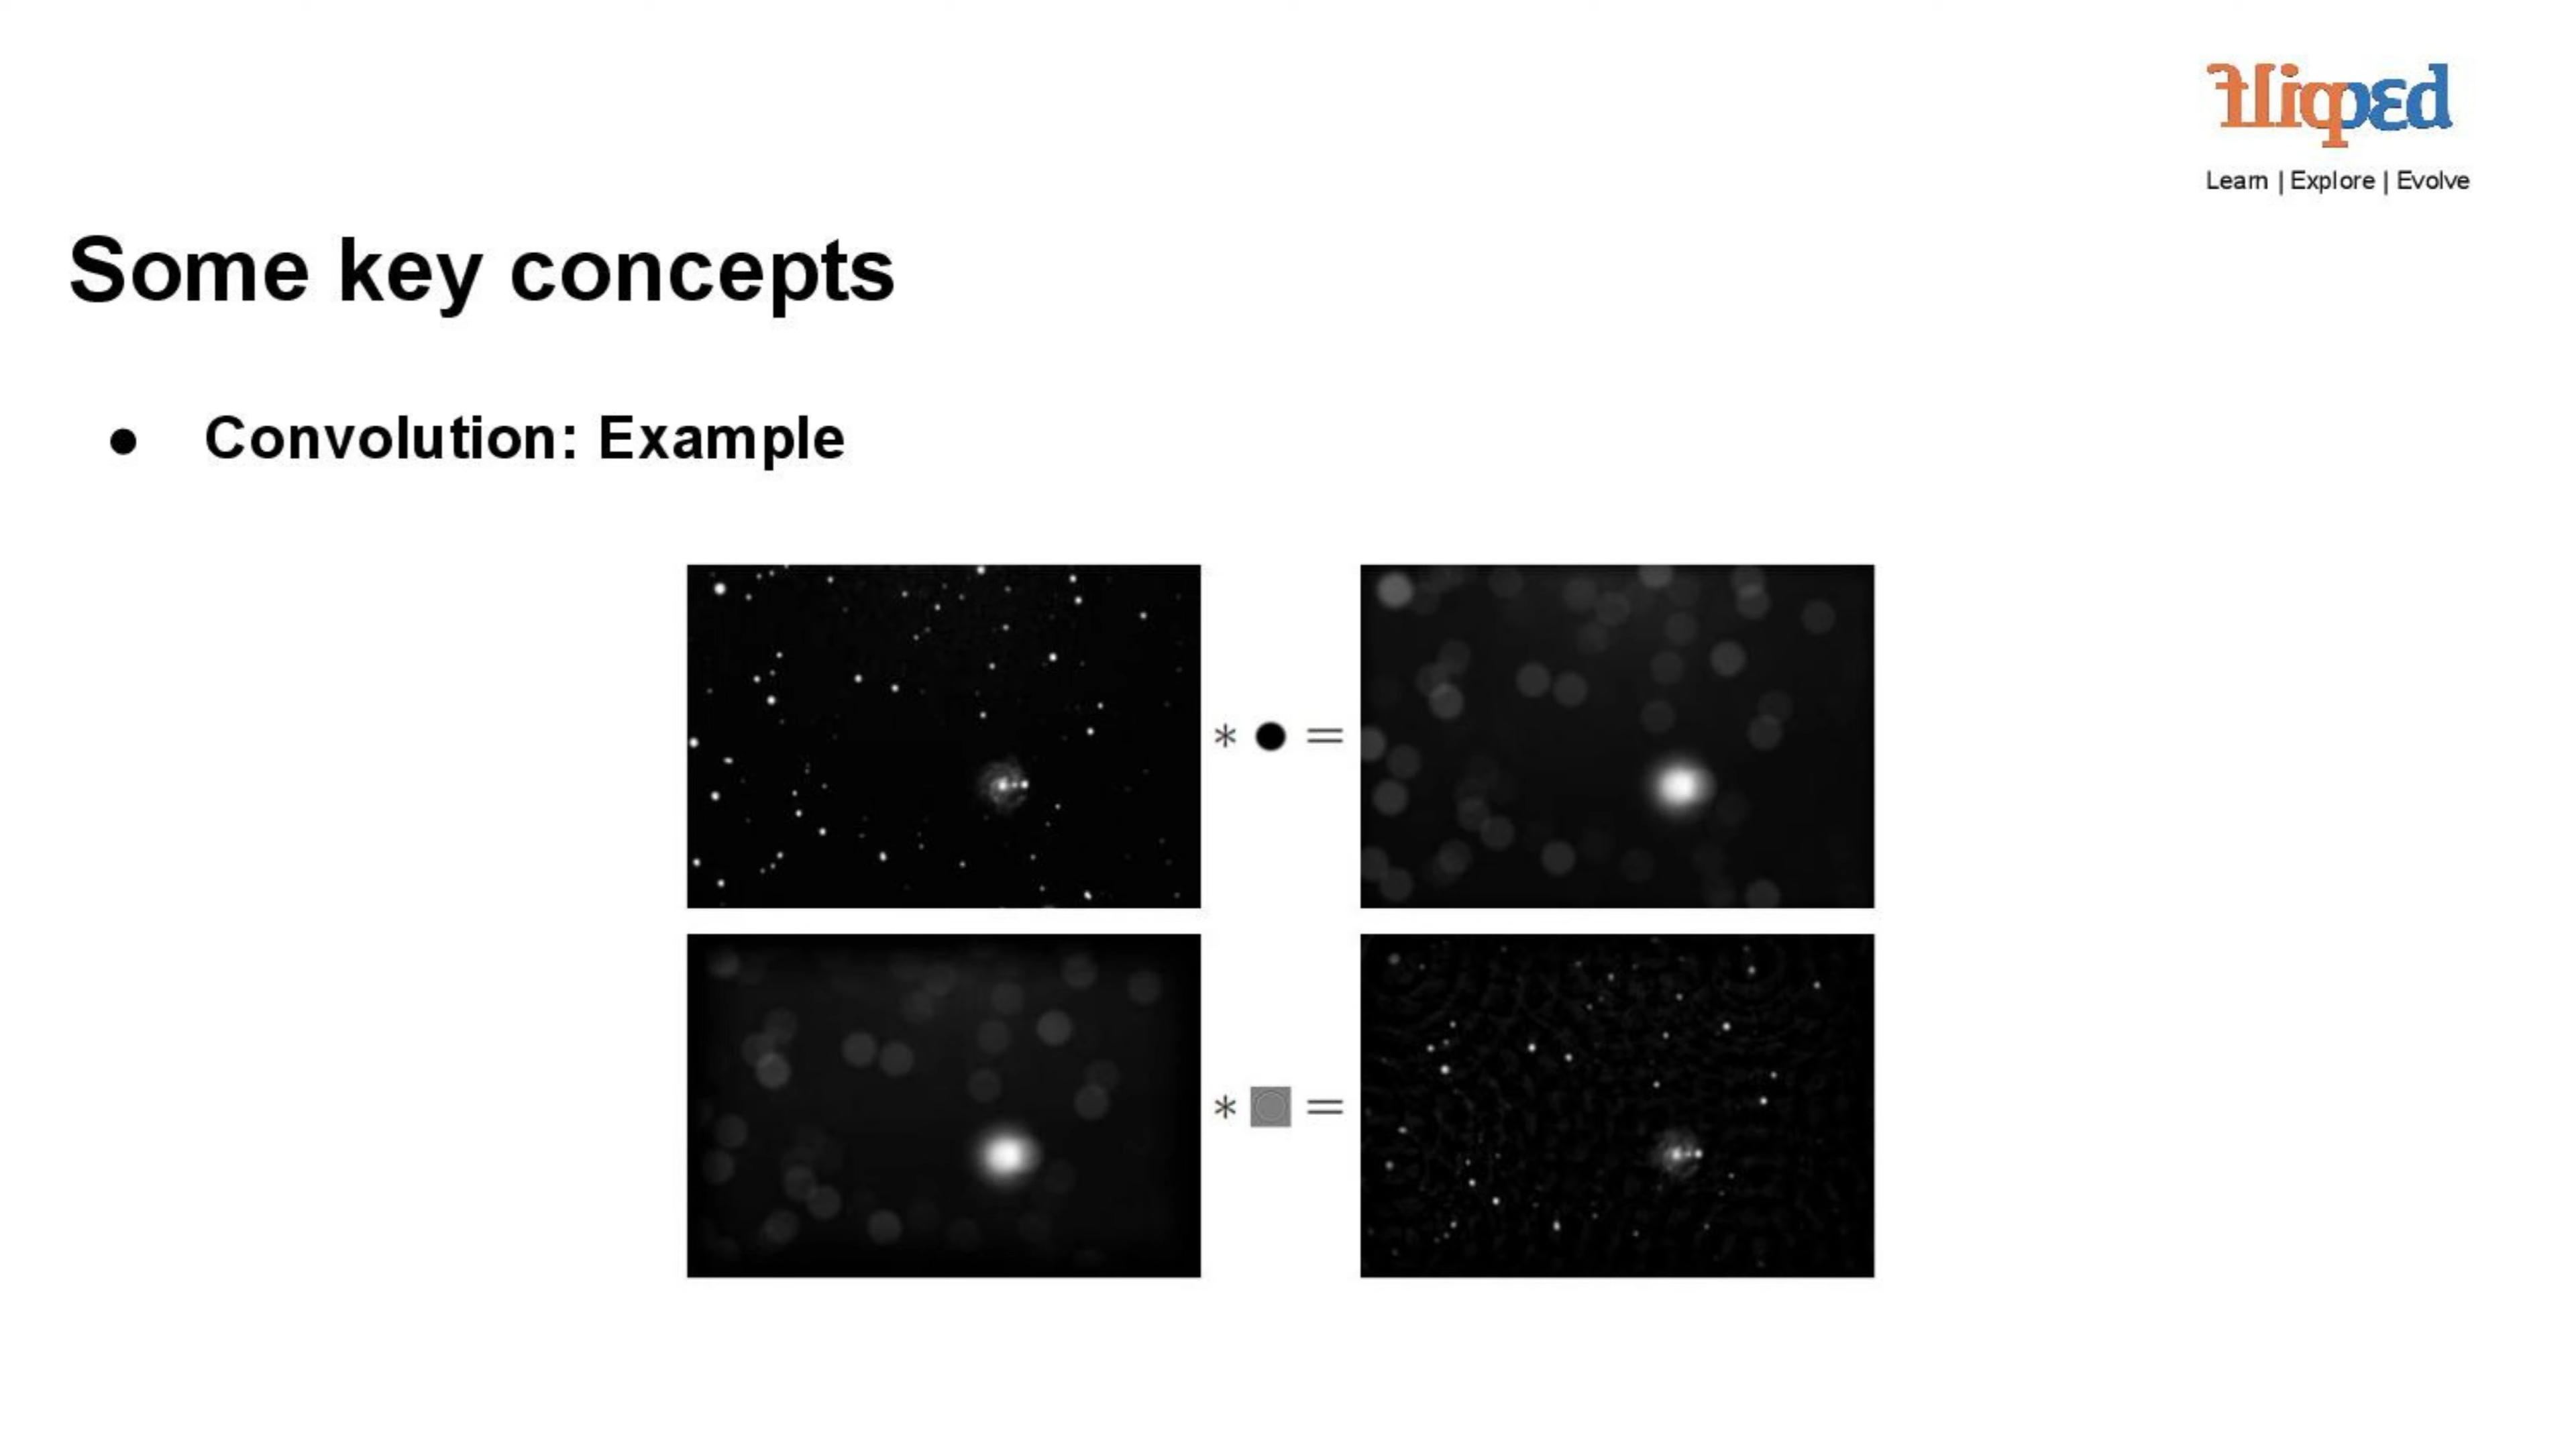 flipped
Learn | Explore | Evolve
Some key concepts
● Convolution: Example
* ● =
* =